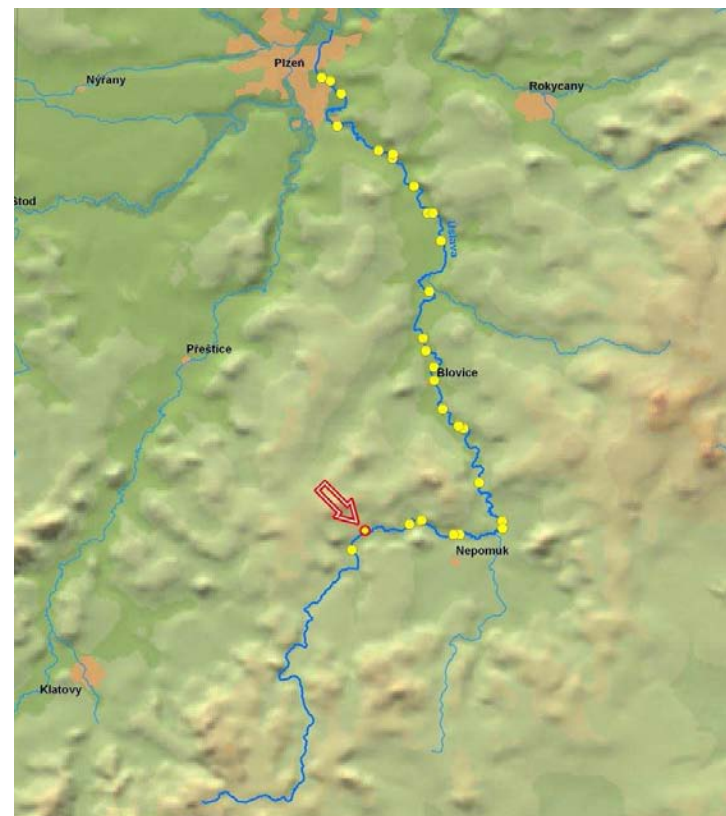 Plzeň
Nýřany
Rokycany
Stod
Úslava
Přeštice
Blovice
Nepomuk
Klatovy